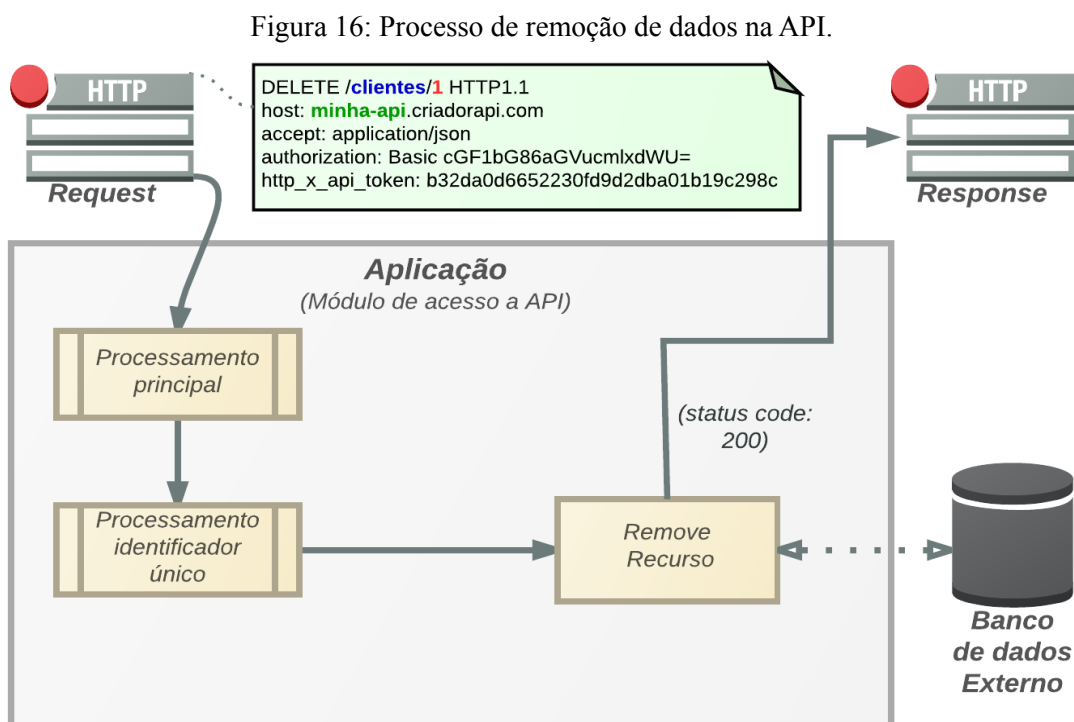 Figura 16: Processo de remoção de dados na API.
HTTP
Request
DELETE /clientes/1 HTTP1.1
host: minha-api.criadorapi.com
accept: application/json
authorization: Basic cGF1bG86aGVucmlxdWU=
http_x_api_token: b32da0d6652230fd9d2dba01b19c298c
HTTP
Response
Aplicação
(Módulo de acesso a API)
Processamento
principal
(status code:
200)
Processamento
identificador
único
Remove
Recurso
Banco
de dados
Externo